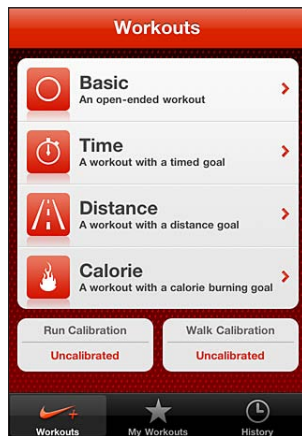 Workouts
Basic
An open-ended workout
Time
A workout with a timed goal
Distance
A workout with a distance goal
Calorie
A workout with a calorie burning goal
Run Calibration
Uncalibrated
Walk Calibration
Uncalibrated
Workouts
My Workouts
History